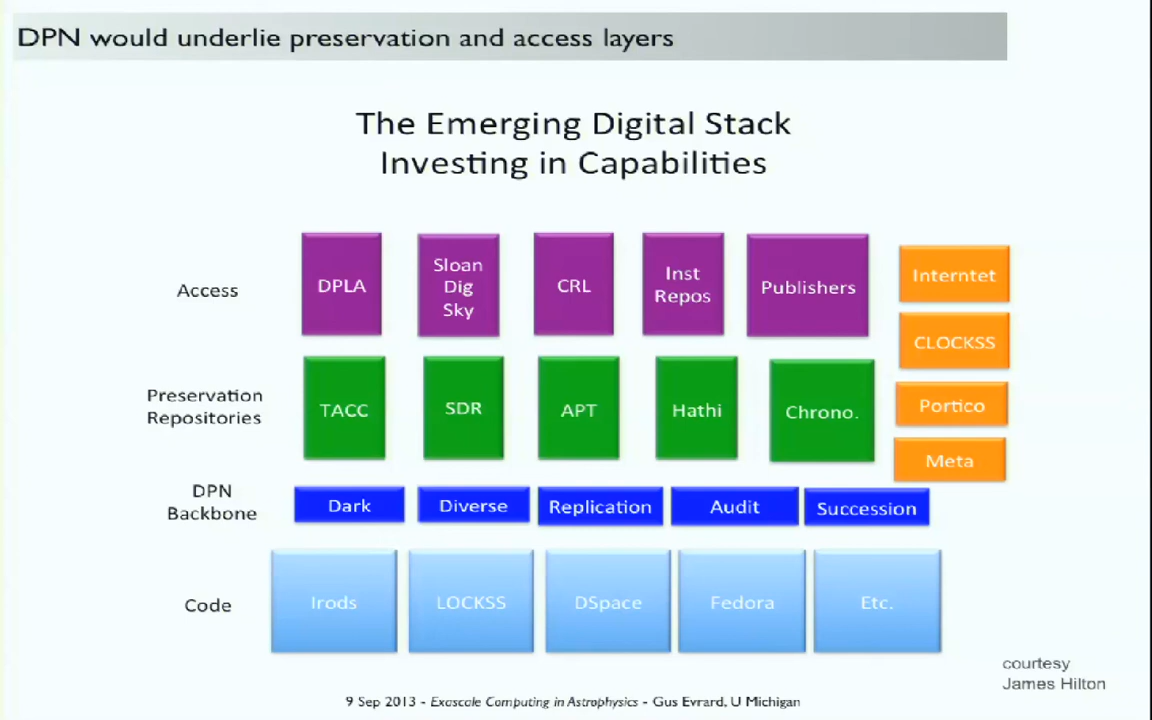 DPN would underlie preservation and access layers
The Emerging Digital Stack
Investing in Capabilities
Access
DPLA
Sloan
Dig
Sky
CRL
Inst
Repos
Publishers
Interntet
CLOCKSS
Preservation
Repositories
TACC
SDR
APT
Hathi
Chrono.
Portico
Meta
DPN
Backbone
Dark
Diverse
Replication
Audit
Succession
Code
Irods
LOCKSS
DSpace
Fedora
Etc.
courtesy
James Hilton
9 Sep 2013 - Exascale Computing in Astrophysics - Gus Evrard, U Michigan